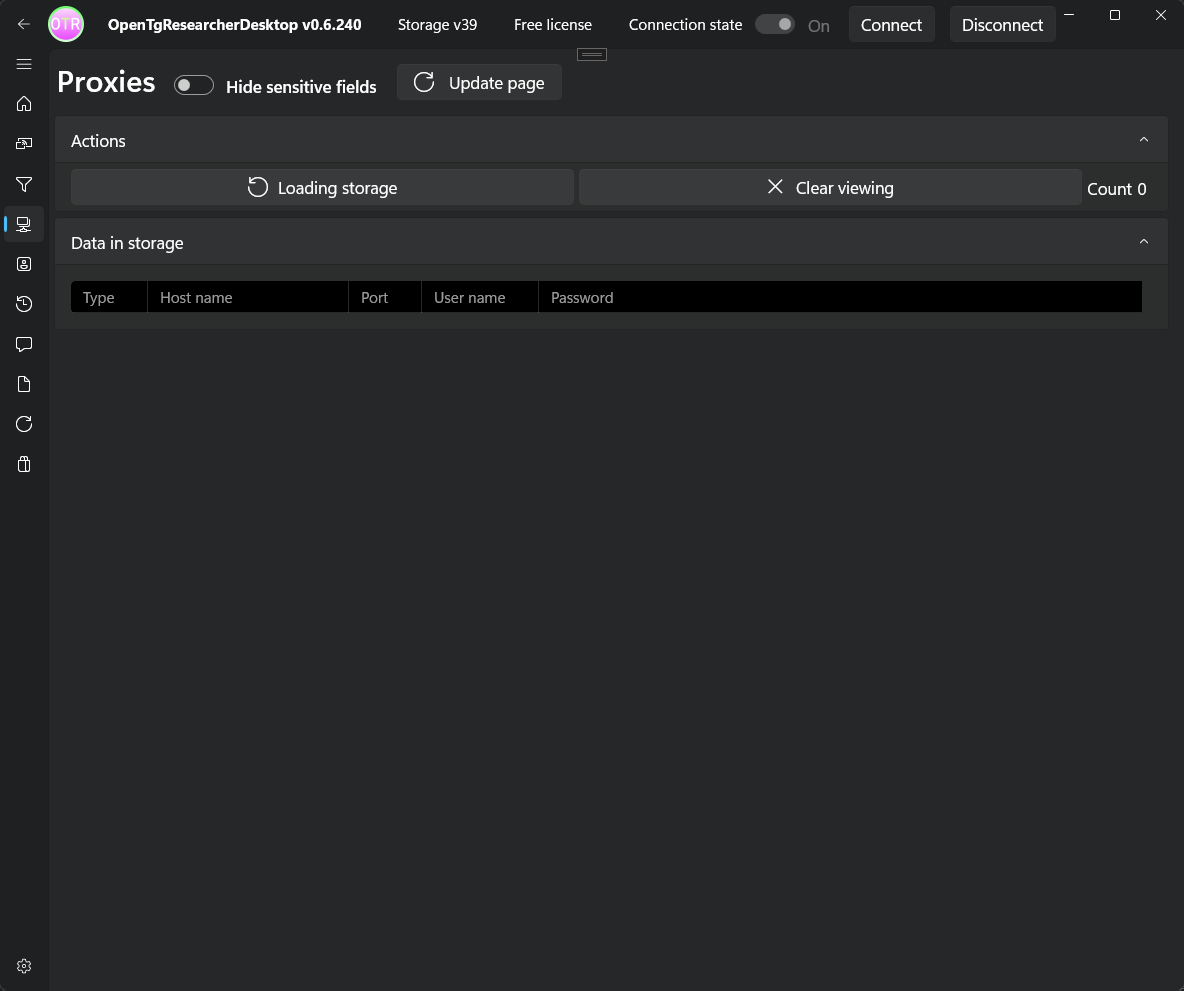 OTR OpenTgResearcherDesktop v0.6.240 Storage v39 Free license Connection state On Connect Disconnect
Proxies Hide sensitive fields Update page
Actions
Loading storage Clear viewing Count 0
Data in storage
Type Host name Port User name Password